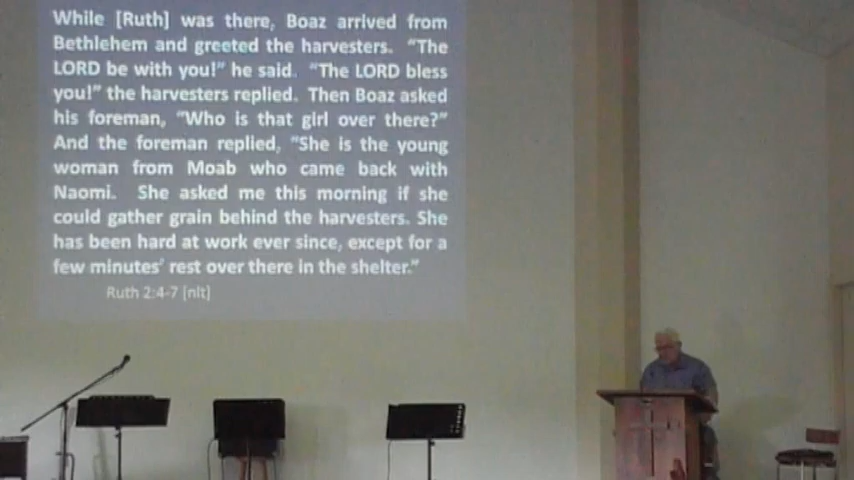 While [Ruth] was there, Boaz arrived from
Bethlehem and greeted the harvesters. “The
LORD be with you!” he said. “The LORD bless
you!” the harvesters replied. Then Boaz asked
his foreman, “Who is that girl over there?”
And the foreman replied, “She is the young
woman from Moab who came back with
Naomi. She asked me this morning if she
could gather grain behind the harvesters. She
has been hard at work ever since, except for a
few minutes’ rest over there in the shelter.”
Ruth 2:4-7 [nlt]